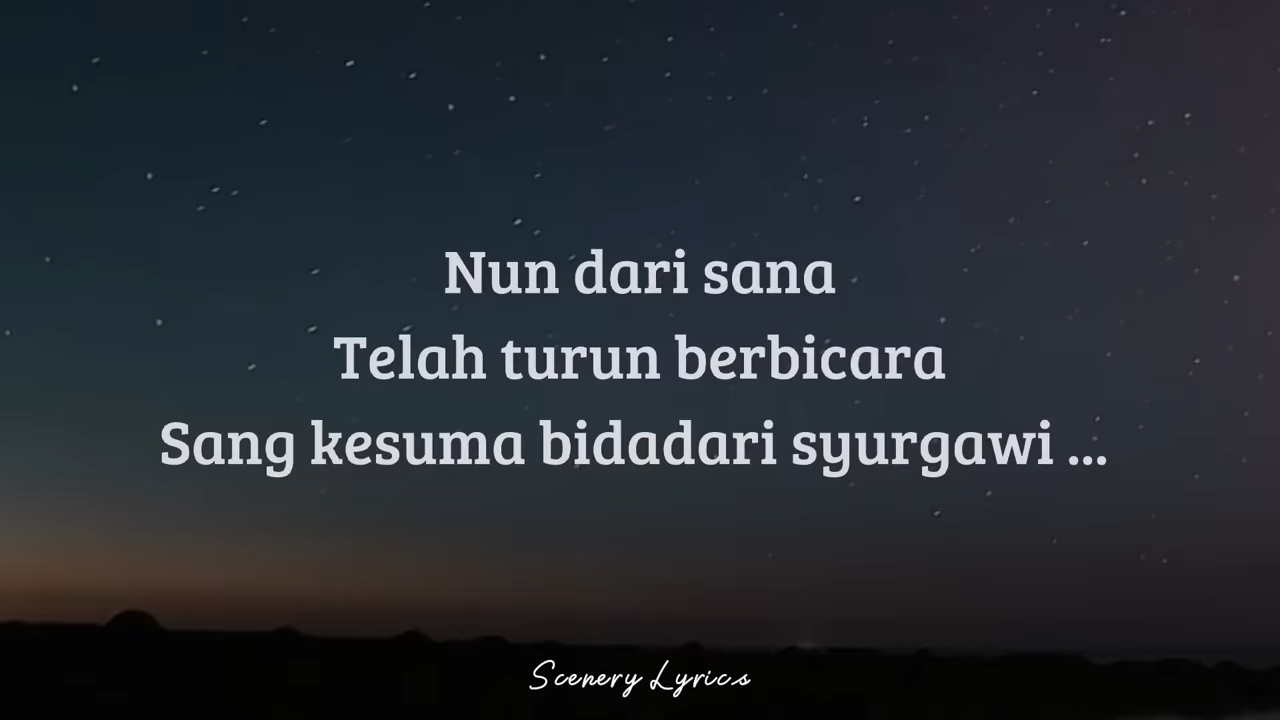 Nun dari sana
Telah turun berbicara
Sang kesuma bidadari syurgawi ...
Scenery Lyrics